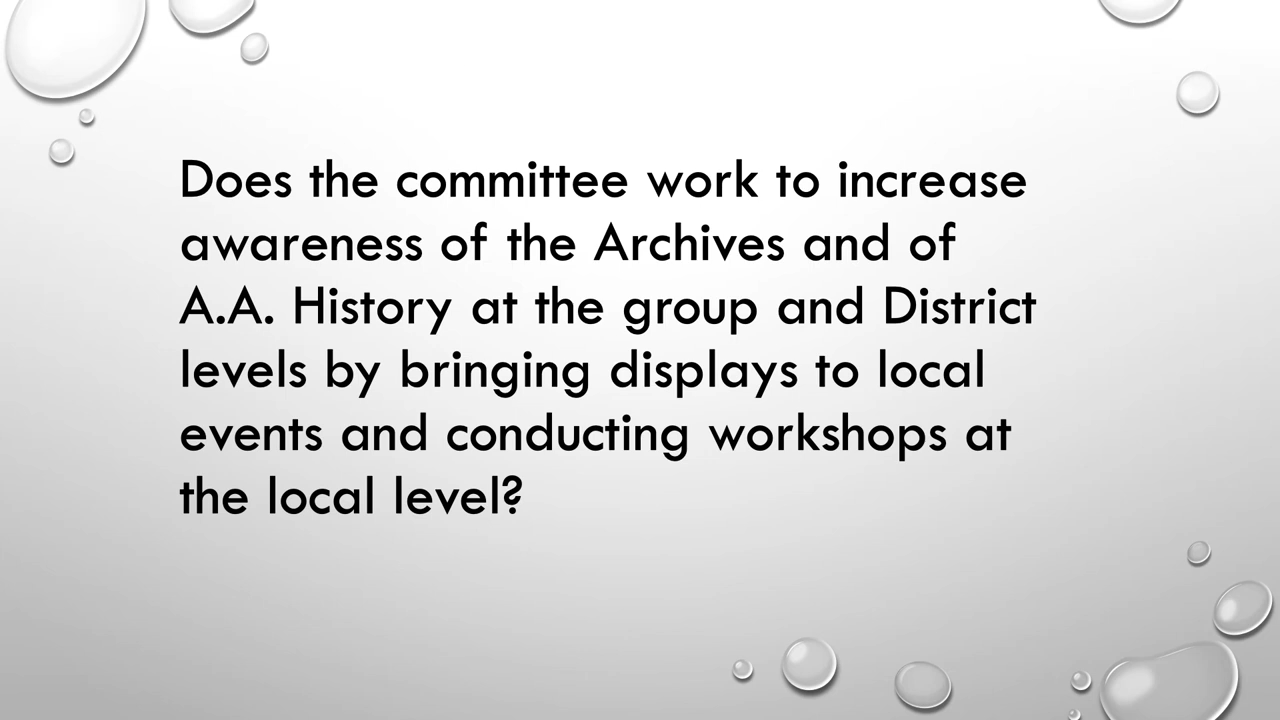 Does the committee work to increase
awareness of the Archives and of
A.A. History at the group and District
levels by bringing displays to local
events and conducting workshops at
the local level?